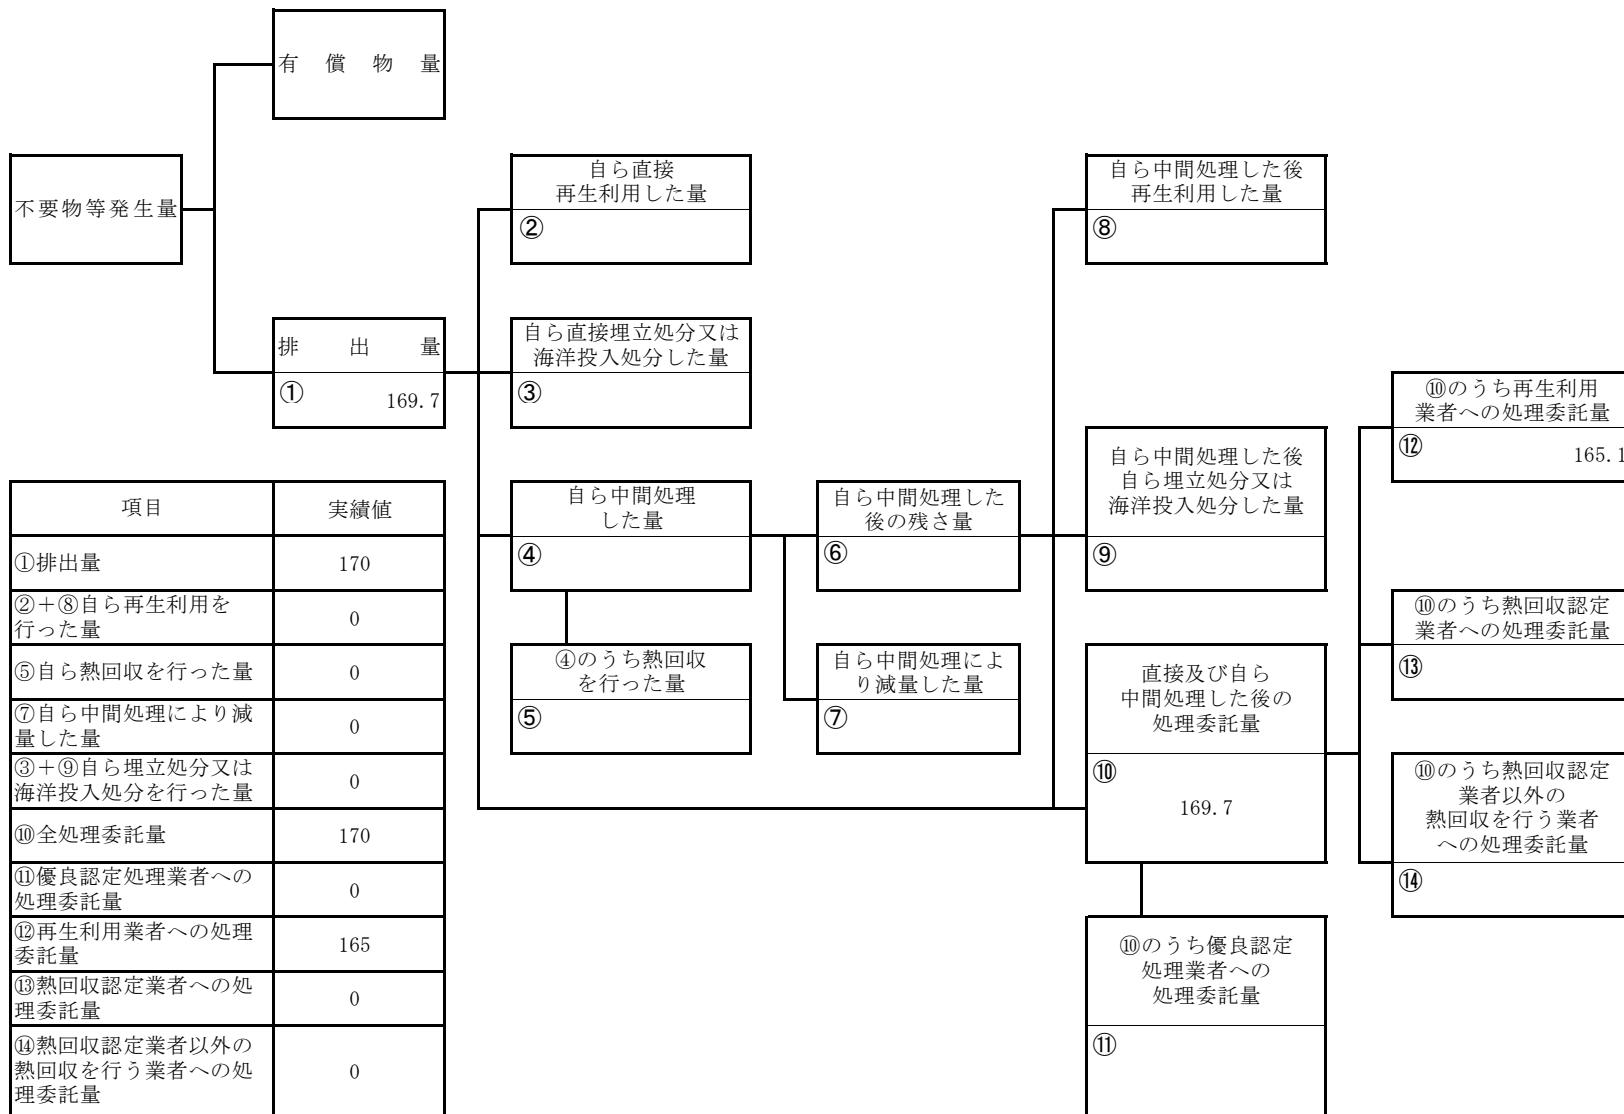 有償物量
不要物等発生量
排出量
①
169.7
自ら直接
再生利用した量
②
自ら直接埋立処分又は
海洋投入処分した量
③
自ら中間処理
した量
④
④のうち熱回収
を行った量
⑤
自ら中間処理した
後の残さ量
⑥
自ら中間処理によ
り減量した量
⑦
自ら中間処理した後
再生利用した量
⑧
自ら中間処理した後
自ら埋立処分又は
海洋投入処分した量
⑨
直接及び自ら
中間処理した後の
処理委託量
⑩
169.7
⑩のうち優良認定
処理業者への
処理委託量
⑪
⑩のうち再生利用
業者への処理委託量
⑫
165.1
⑩のうち熱回収認定
業者への処理委託量
⑬
⑩のうち熱回収認定
業者以外の
熱回収を行う業者
への処理委託量
⑭
項目 実績値
①排出量 170
②+⑧自ら再生利用を
行った量 0
⑤自ら熱回収を行った量 0
⑦自ら中間処理により減
量した量 0
③+⑨自ら埋立処分又は
海洋投入処分を行った量 0
⑩全処理委託量 170
⑪優良認定処理業者への
処理委託量 0
⑫再生利用業者への処理
委託量 165
⑬熱回収認定業者への処
理委託量 0
⑭熱回収認定業者以外の
熱回収を行う業者への処
理委託量 0